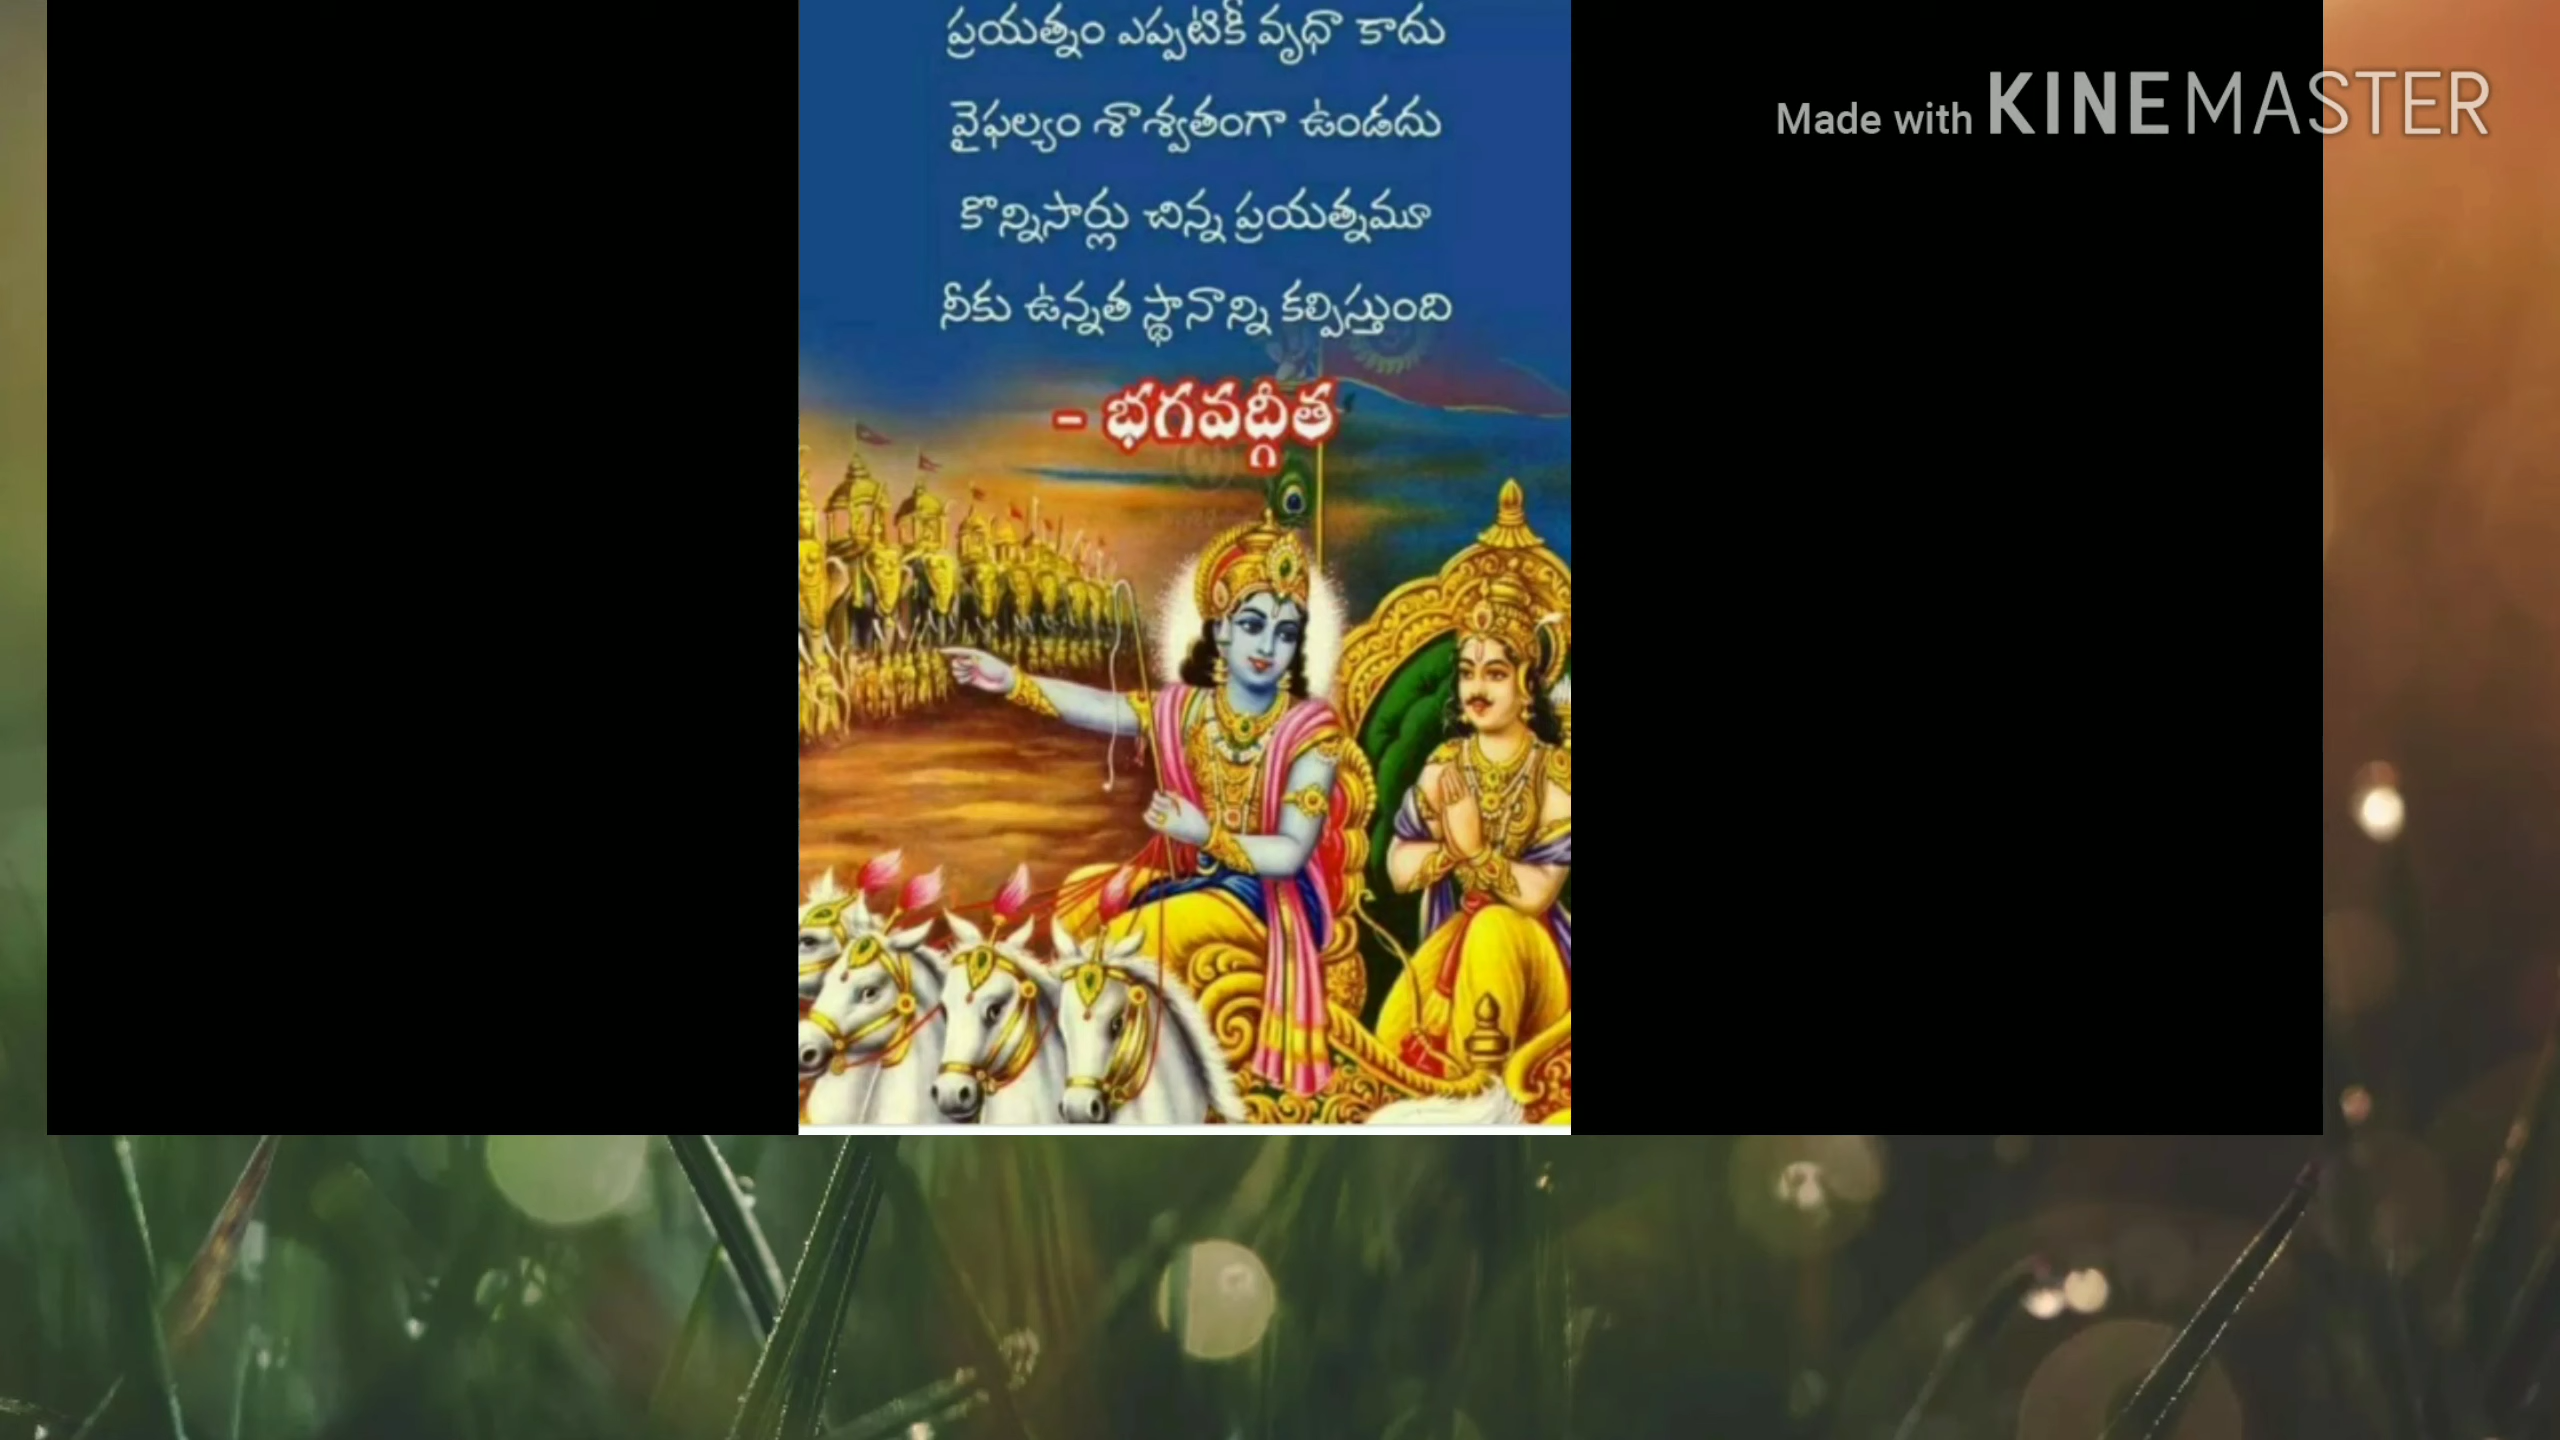 ప్రయత్నం ఎప్పటికీ వృధా కాదు
Made with KINEMASTER
వైఫల్యం శాశ్వతంగా ఉండదు
కొన్నిసార్లు చిన్న ప్రయత్నమూ
నీకు ఉన్నత స్థానాన్ని కల్పిస్తుంది
- భగవద్గీత